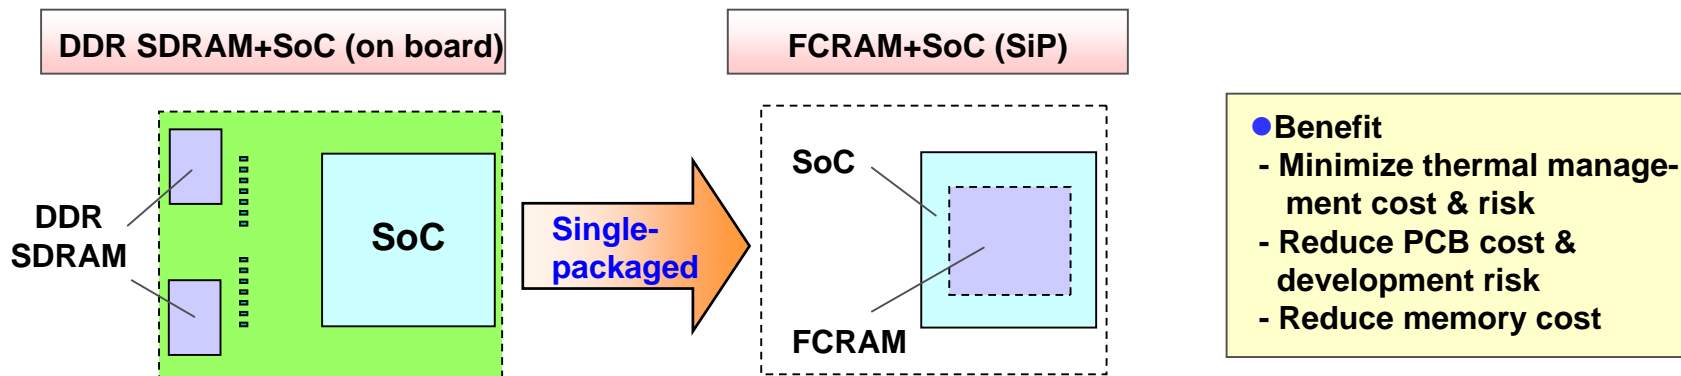 DDR SDRAM+SoC (on board)
FCRAM+SoC (SiP)
DDR
SDRAM
SoC
Single-
packaged
SoC
FCRAM
●Benefit
- Minimize thermal manage-
ment cost & risk
- Reduce PCB cost &
development risk
- Reduce memory cost